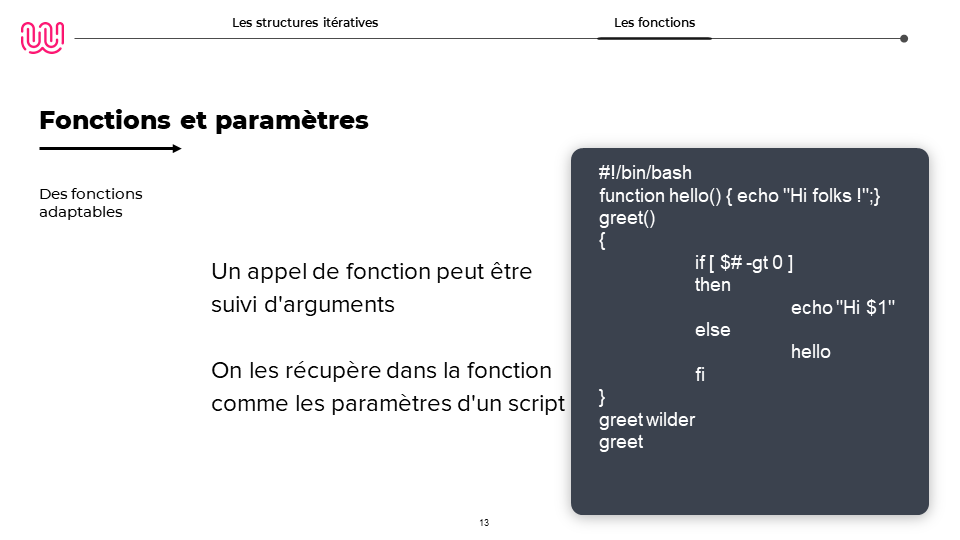 Les structures itératives
Les fonctions
Fonctions et paramètres
Des fonctions
adaptables
Un appel de fonction peut être
suivi d'arguments
On les récupère dans la fonction
comme les paramètres d'un script
#!/bin/bash
function hello() { echo "Hi folks !";}
greet()
{
if [ $# -gt 0 ]
then
echo "Hi $1"
else
hello
fi
}
greet wilder
greet
13